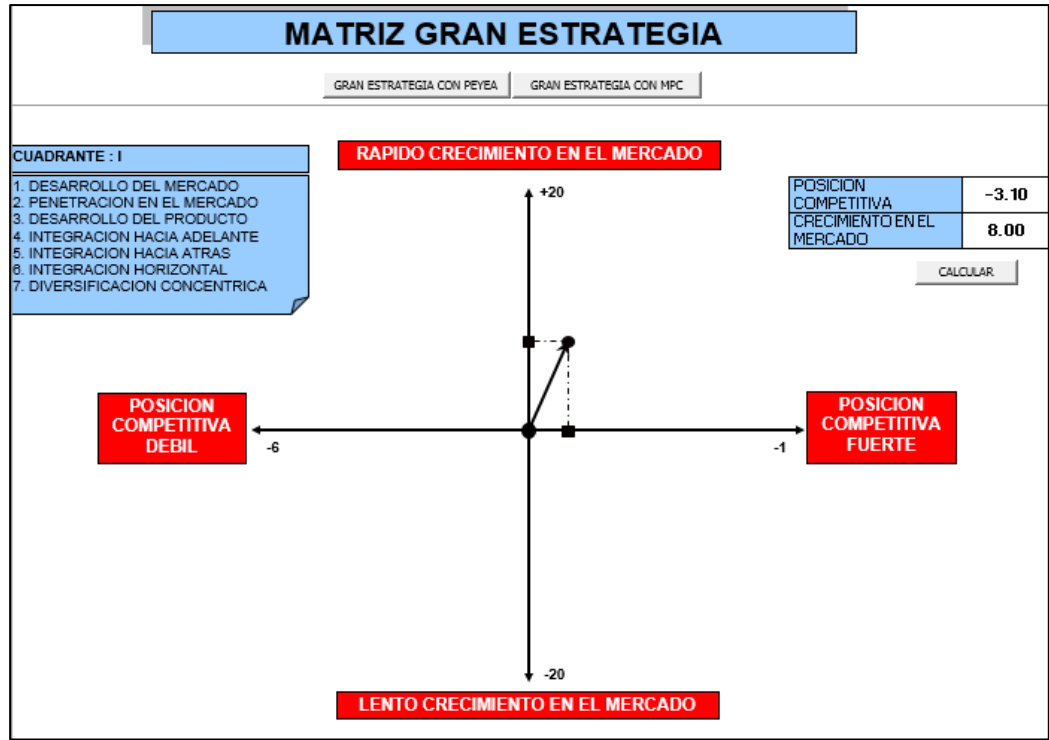 MATRIZ GRAN ESTRATEGIA
GRAN ESTRATEGIA CON PEYEA
GRAN ESTRATEGIA CON MPC
CUADRANTE : I
1. DESARROLLO DEL MERCADO
2. PENETRACION EN EL MERCADO
3. DESARROLLO DEL PRODUCTO
4. INTEGRACION HACIA ADELANTE
5. INTEGRACION HACIA ATRAS
6. INTEGRACION HORIZONTAL
7. DIVERSIFICACION CONCENTRICA
RAPIDO CRECIMIENTO EN EL MERCADO
+20
POSICION
COMPETITIVA
-3.10
CRECIMIENTO EN EL
MERCADO
8.00
CALCULAR
POSICION
COMPETITIVA
DEBIL
-6
-1
POSICION
COMPETITIVA
FUERTE
-20
LENTO CRECIMIENTO EN EL MERCADO